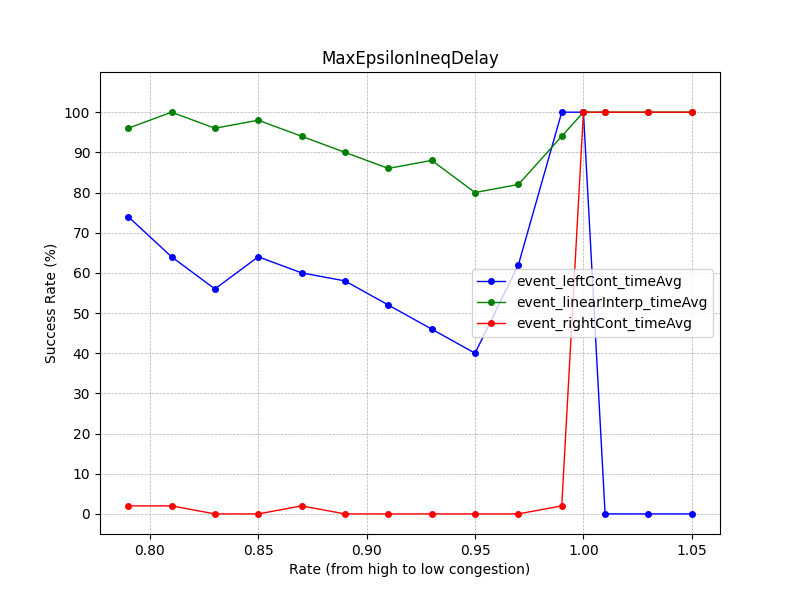 MaxEpsilonIneqDelay
100
90
80
70
60
50
40
30
20
10
0
Success Rate (%)
event_leftCont_timeAvg
event_linearInterp_timeAvg
event_rightCont_timeAvg
0.80 0.85 0.90 0.95 1.00 1.05
Rate (from high to low congestion)